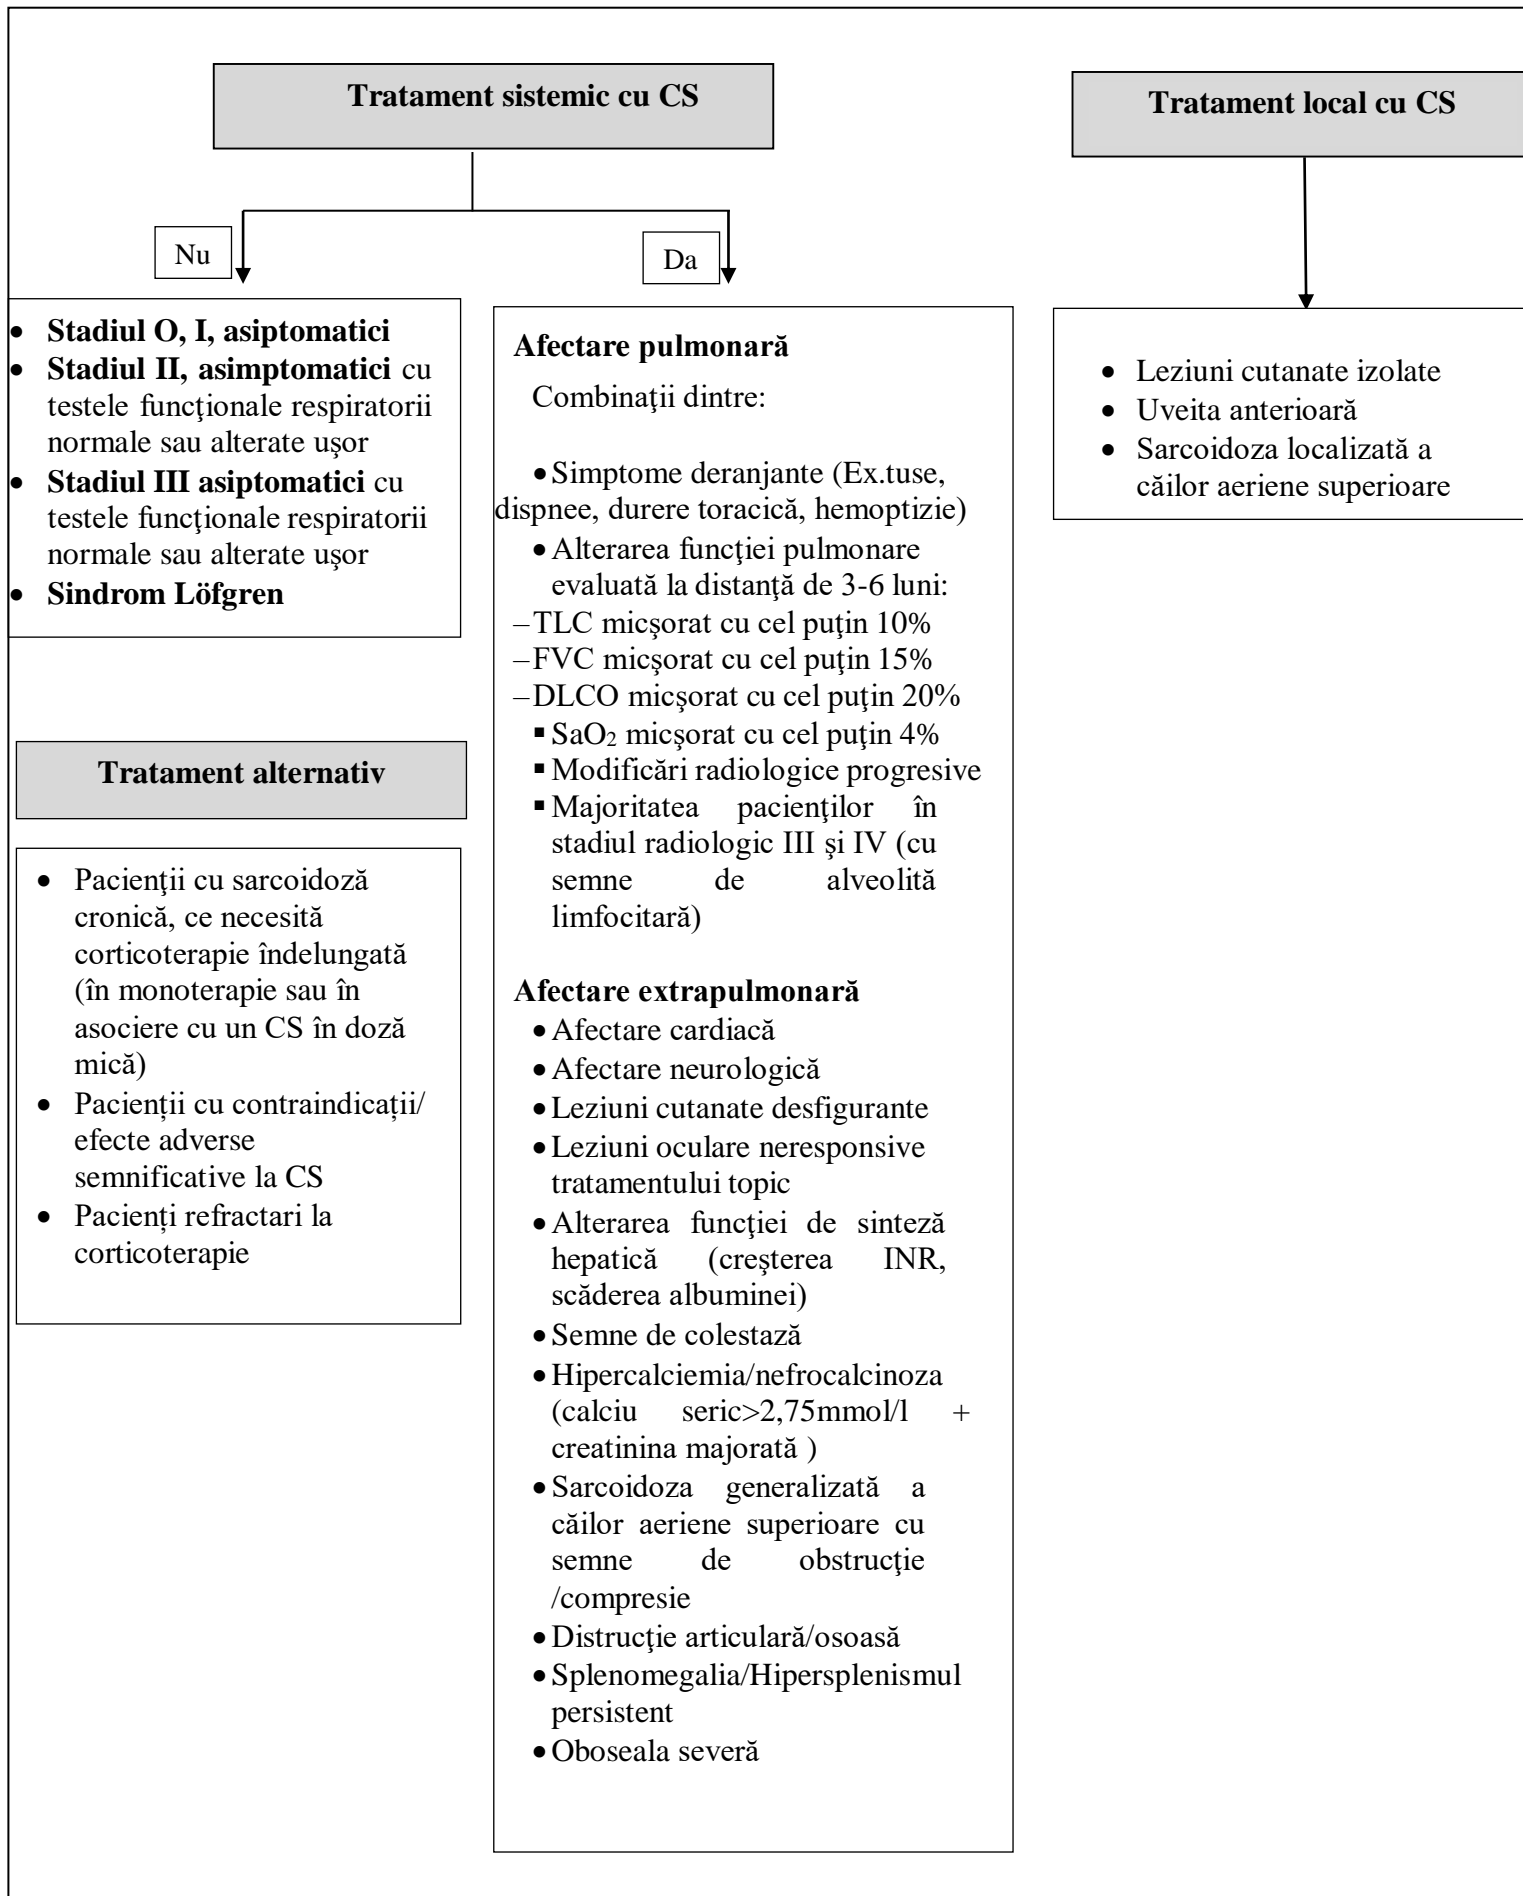 Tratament sistemic cu CS
Tratament local cu CS
Nu
Da
• Stadiul O, I, asiptomatici
• Stadiul II, asimptomatici cu
testele funcţionale respiratorii
normale sau alterate uşor
• Stadiul III asiptomatici cu
testele funcţionale respiratorii
normale sau alterate uşor
• Sindrom Löfgren
Tratament alternativ
• Pacienţii cu sarcoidoză
cronică, ce necesită
corticoterapie îndelungată
(în monoterapie sau în
asociere cu un CS în doză
mică)
• Pacienții cu contraindicații/
efecte adverse
semnificative la CS
• Pacienți refractari la
corticoterapie
Afectare pulmonară
Combinaţii dintre:
• Simptome deranjante (Ex.tuse,
dispnee, durere toracică, hemoptizie)
• Alterarea funcţiei pulmonare
evaluată la distanţă de 3-6 luni:
–TLC micşorat cu cel puţin 10%
–FVC micşorat cu cel puţin 15%
–DLCO micşorat cu cel puţin 20%
▪ SaO₂ micşorat cu cel puţin 4%
▪ Modificări radiologice progresive
▪ Majoritatea pacienţilor în
stadiul radiologic III şi IV (cu
semne de alveolită
limfocitară)
Afectare extrapulmonară
• Afectare cardiacă
• Afectare neurologică
• Leziuni cutanate desfigurante
• Leziuni oculare neresponsive
tratamentului topic
• Alterarea funcţiei de sinteză
hepatică (creşterea INR,
scăderea albuminei)
• Semne de colestază
• Hipercalciemia/nefrocalcinoza
(calciu seric>2,75mmol/l +
creatinina majorată )
• Sarcoidoza generalizată a
căilor aeriene superioare cu
semne de obstrucţie
/compresie
• Distrucţie articulară/osoasă
• Splenomegalia/Hipersplenismul
persistent
• Oboseala severă
• Leziuni cutanate izolate
• Uveita anterioară
• Sarcoidoza localizată a
căilor aeriene superioare